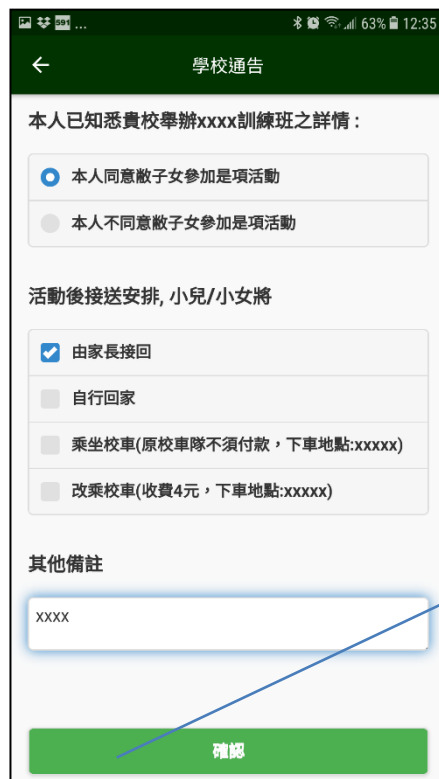 591 ... 63% 12:35
學校通告
本人已知悉貴校舉辦xxxx訓練班之詳情 :
本人同意敝子女參加是項活動
本人不同意敝子女參加是項活動
活動後接送安排, 小兒/小女將
由家長接回
自行回家
乘坐校車(原校車隊不須付款，下車地點:xxxxx)
改乘校車(收費4元，下車地點:xxxxx)
其他備註
xxxx
確認